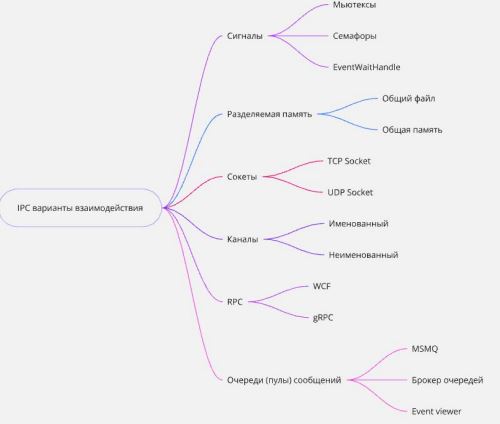 IPC варианты взаимодействия
Сигналы
Мьютексы
Семафоры
EventWaitHandle
Разделяемая память
Общий файл
Общая память
Сокеты
TCP Socket
UDP Socket
Каналы
Именованный
Неименованный
RPC
WCF
gRPC
Очереди (пулы) сообщений
MSMQ
Брокер очередей
Event viewer